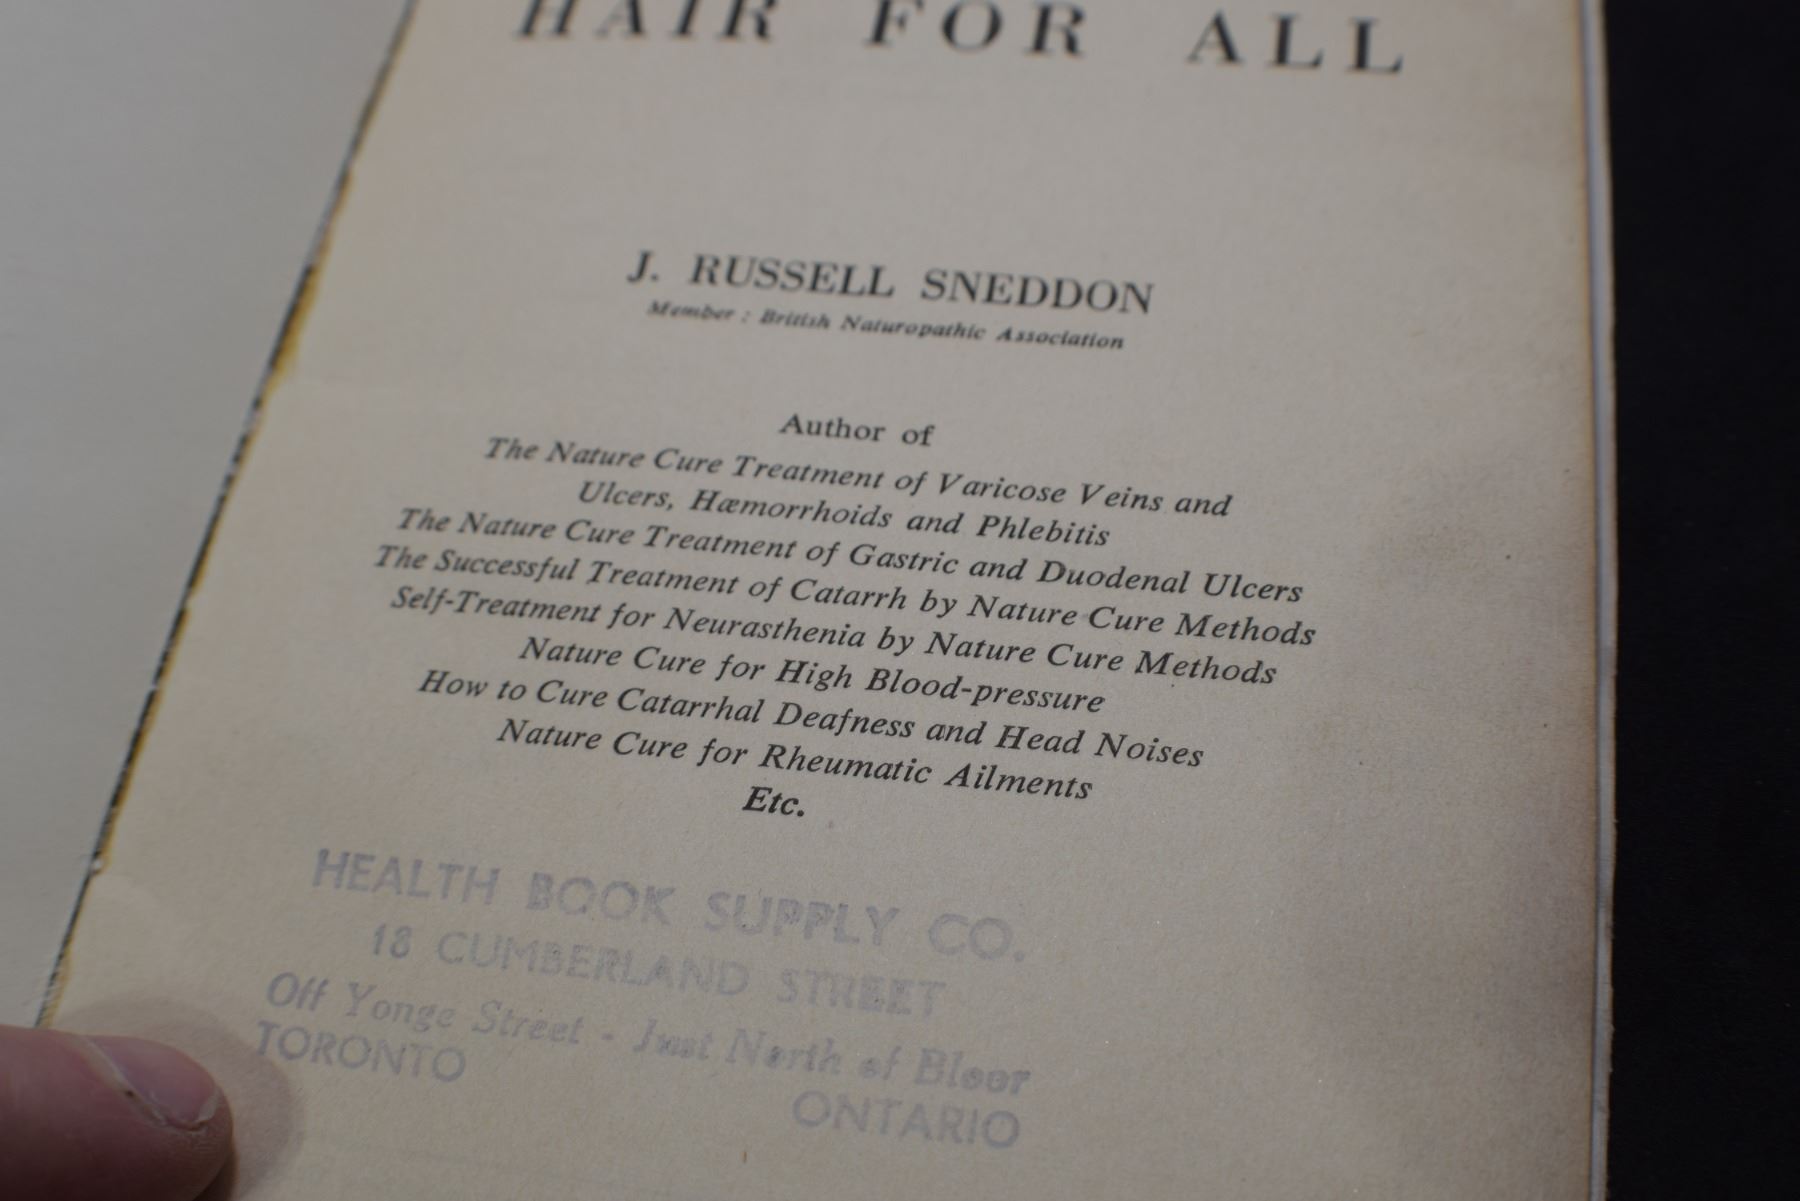 HAIR FOR ALL
J. RUSSELL SNEDDON
Member : British Naturopathic Association
Author of
The Nature Cure Treatment of Varicose Veins and
Ulcers, Hæmorrhoids and Phlebitis
The Nature Cure Treatment of Gastric and Duodenal Ulcers
The Successful Treatment of Catarrh by Nature Cure Methods
Self-Treatment for Neurasthenia by Nature Cure Methods
Nature Cure for High Blood-pressure
How to Cure Catarrhal Deafness and Head Noises
Nature Cure for Rheumatic Ailments
Etc.
HEALTH BOOK SUPPLY CO.
18 CUMBERLAND STREET
Off Yonge Street - Just North of Bloor
TORONTO
ONTARIO